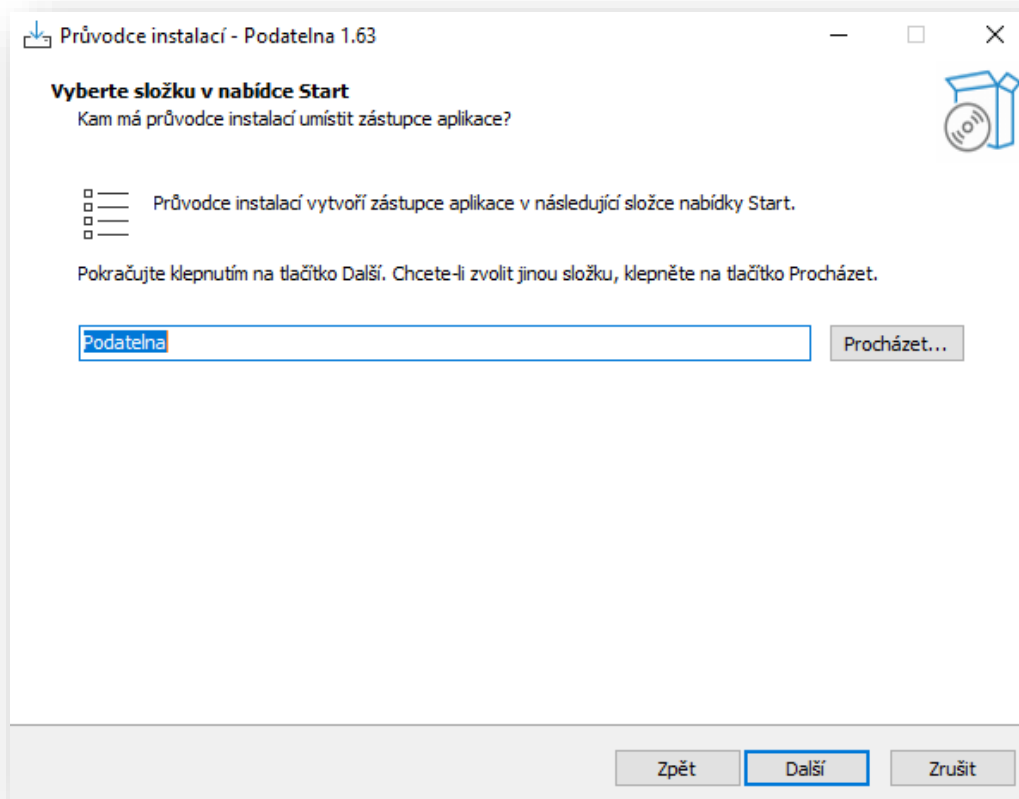 Průvodce instalací - Podatelna 1.63
Vyberte složku v nabídce Start
Kam má průvodce instalací umístit zástupce aplikace?
Průvodce instalací vytvoří zástupce aplikace v následující složce nabídky Start.
Pokračujte klepnutím na tlačítko Další. Chcete-li zvolit jinou složku, klepněte na tlačítko Procházet.
Podatelna
Procházet...
Zpět
Další
Zrušit